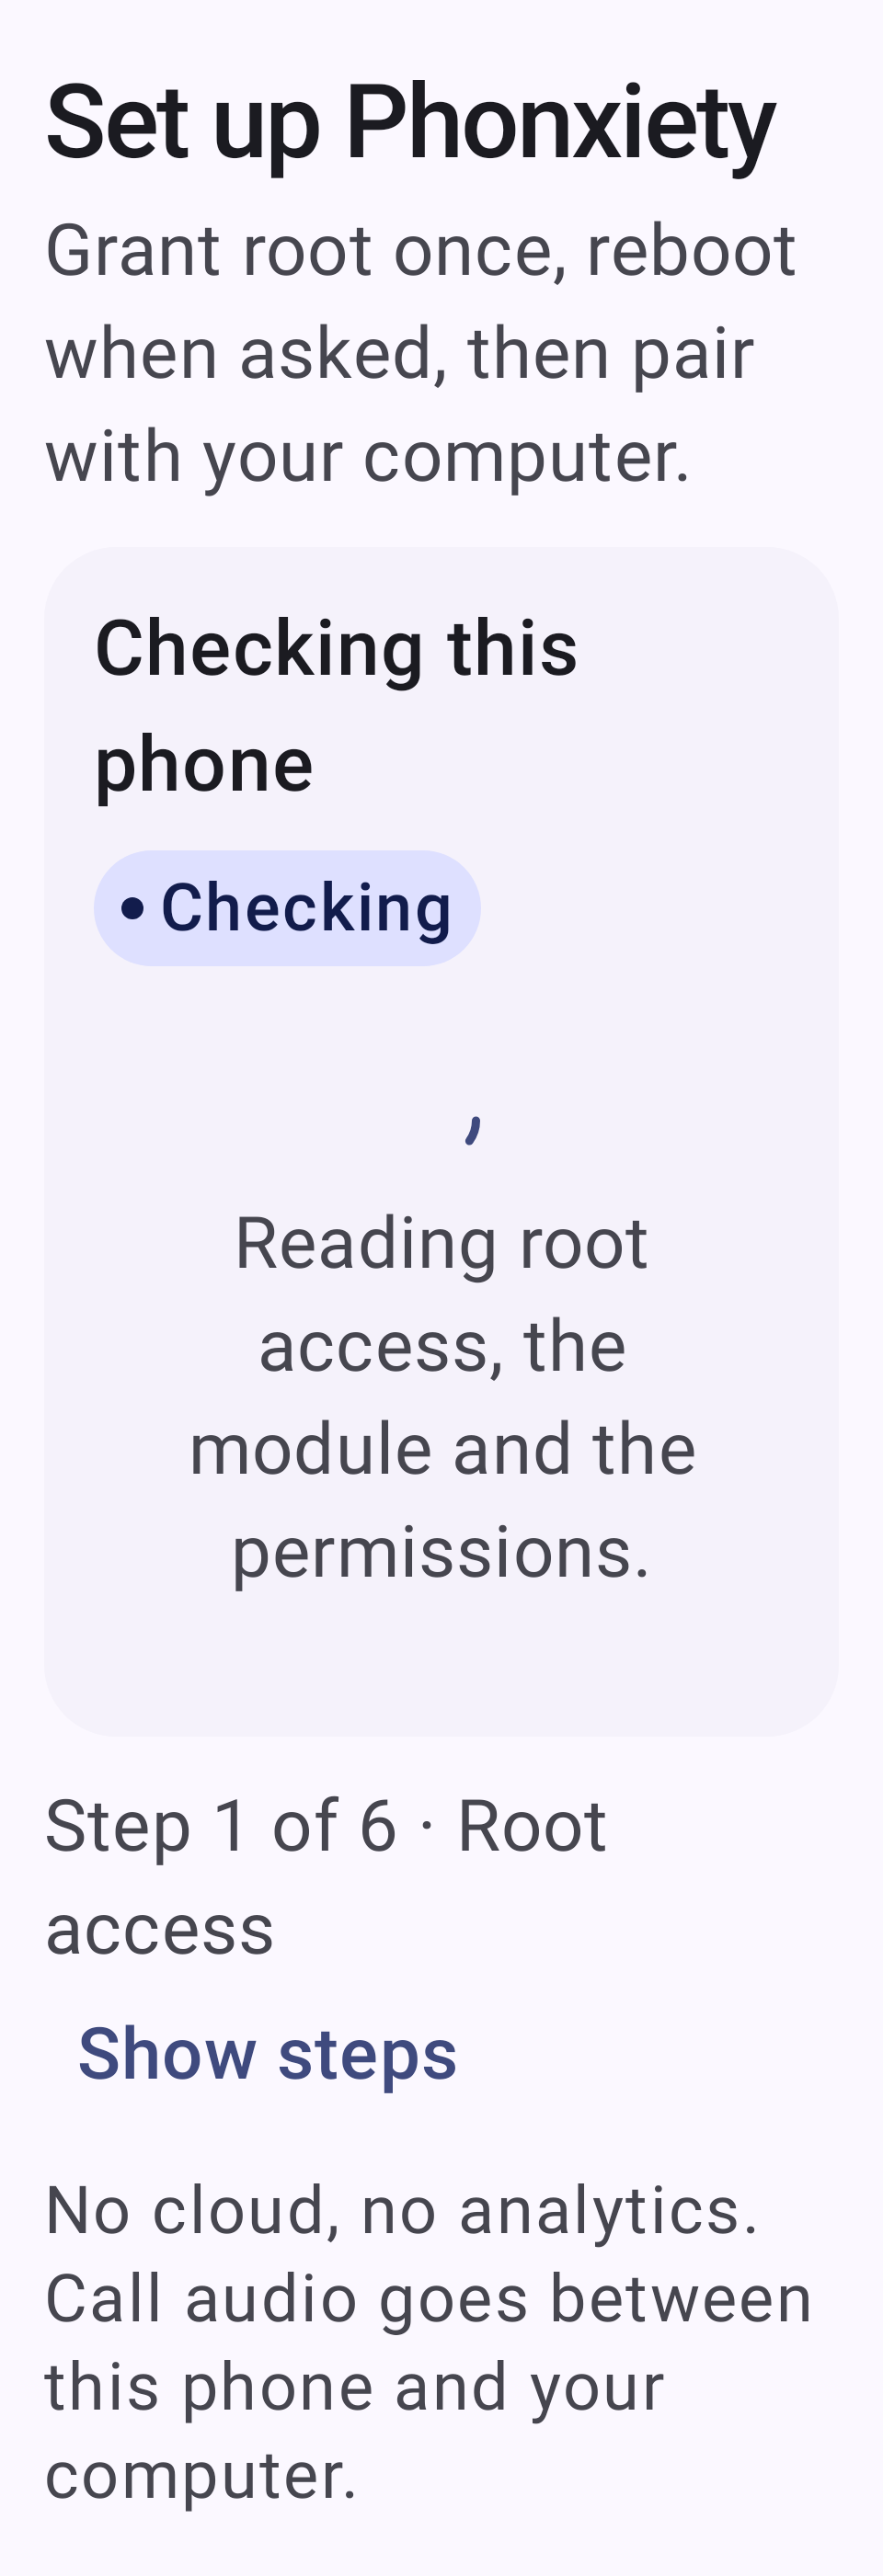 Set up Phonxiety
Grant root once, reboot
when asked, then pair
with your computer.
Checking this
phone
• Checking
Reading root
access, the
module and the
permissions.
Step 1 of 6 · Root
access
Show steps
No cloud, no analytics.
Call audio goes between
this phone and your
computer.